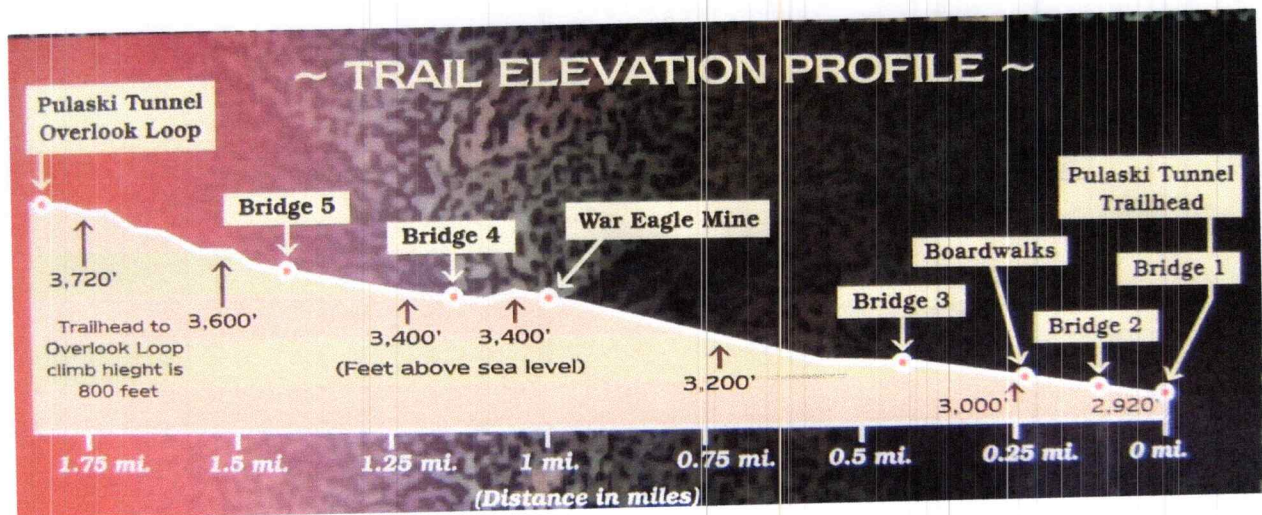 ~ TRAIL ELEVATION PROFILE ~
Pulaski Tunnel
Overlook Loop
Bridge 5
Bridge 4
War Eagle Mine
Bridge 3
Boardwalks
Bridge 2
Pulaski Tunnel
Trailhead
Bridge 1
3,720'
3,600'
3,400'
3,400'
3,200'
3,000'
2,920'
Trailhead to
Overlook Loop
climb hieght is
800 feet
(Feet above sea level)
1.75 mi.
1.5 mi.
1.25 mi.
1 mi.
0.75 mi.
0.5 mi.
0.25 mi.
0 mi.
(Distance in miles)